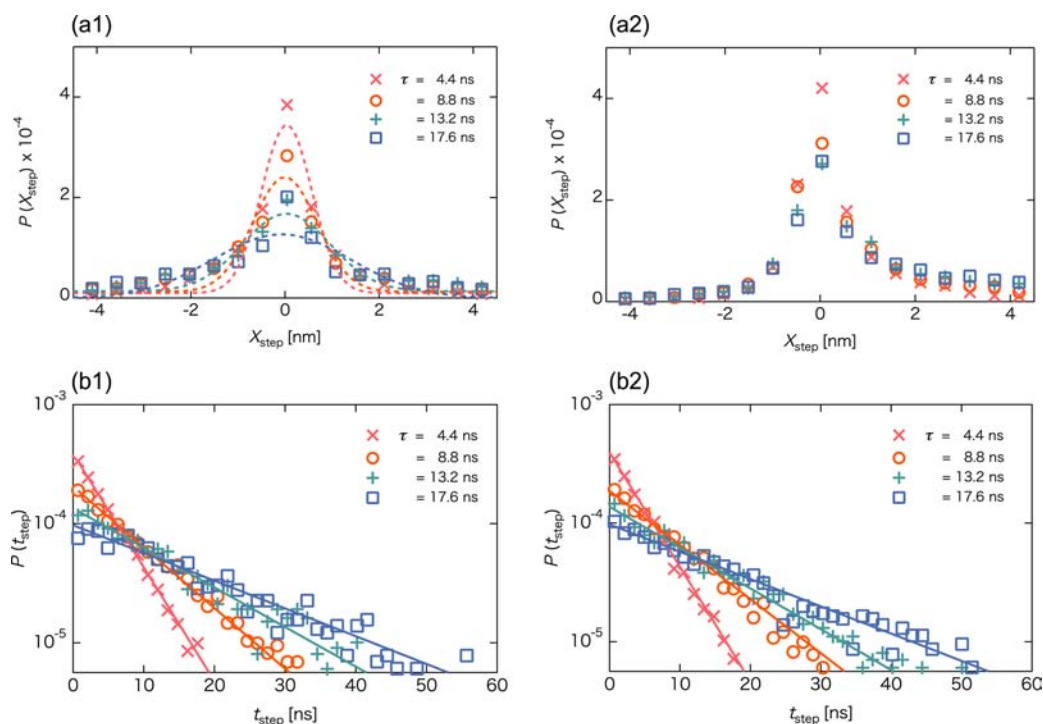 (a1)
P (X_step) x 10^-4
4
2
0
-4 -2 0 2 4
X_step [nm]
τ = 4.4 ns
= 8.8 ns
= 13.2 ns
= 17.6 ns
(a2)
P (X_step) x 10^-4
4
2
0
-4 -2 0 2 4
X_step [nm]
τ = 4.4 ns
= 8.8 ns
= 13.2 ns
= 17.6 ns
(b1)
P (t_step)
10^-3
10^-4
10^-5
0 10 20 30 40 50 60
t_step [ns]
τ = 4.4 ns
= 8.8 ns
= 13.2 ns
= 17.6 ns
(b2)
P (t_step)
10^-3
10^-4
10^-5
0 10 20 30 40 50 60
t_step [ns]
τ = 4.4 ns
= 8.8 ns
= 13.2 ns
= 17.6 ns